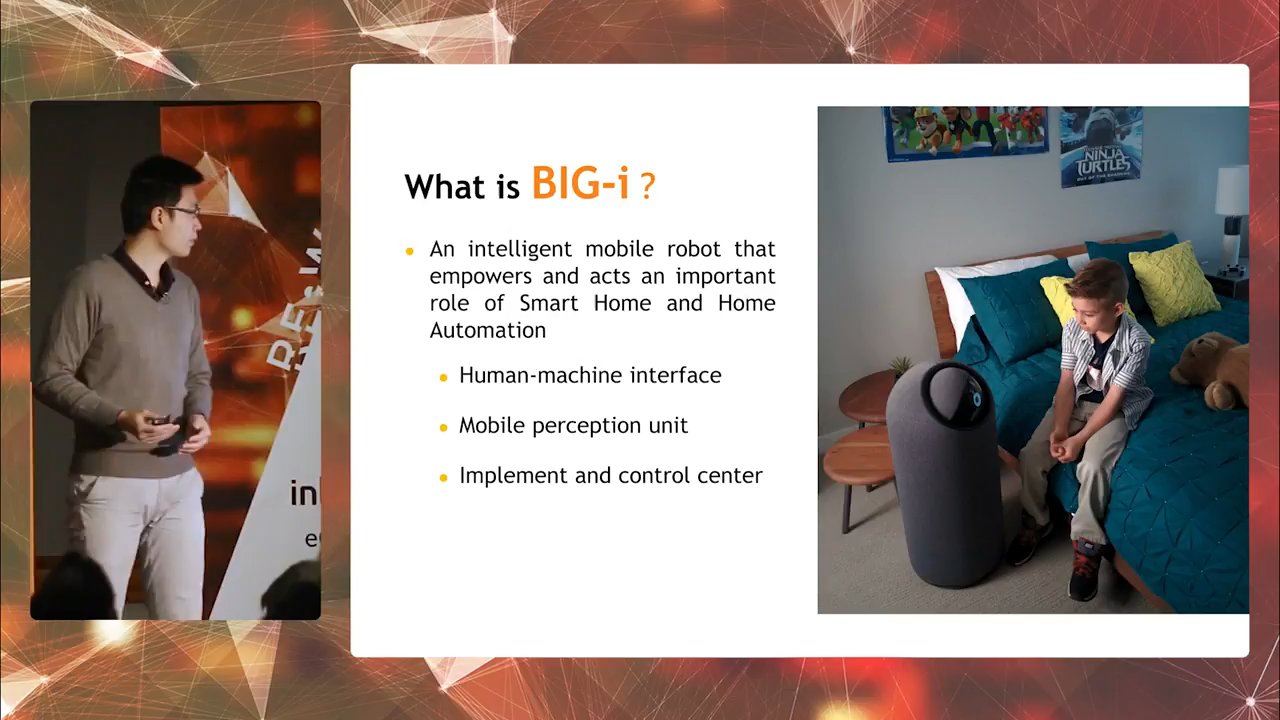 What is BIG-i ?
An intelligent mobile robot that
empowers and acts an important
role of Smart Home and Home
Automation
Human-machine interface
Mobile perception unit
Implement and control center
NINJA
TURTLES
in
e